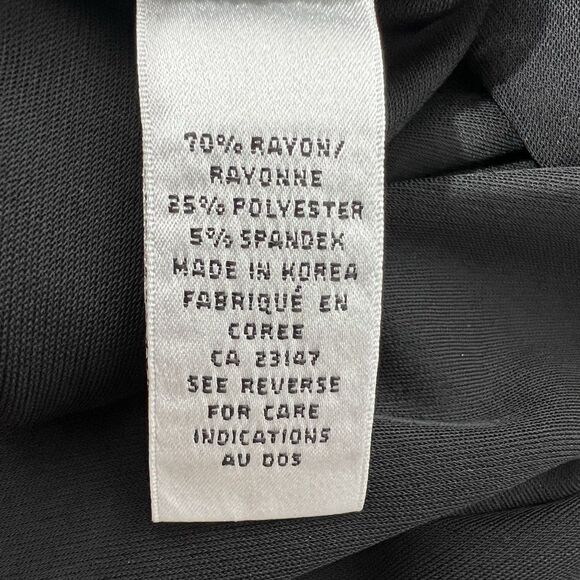 70% RAYON/
RAYONNE
25% POLYESTER
5% SPANDEX
MADE IN KOREA
FABRIQUÉ EN
COREE
CA 23147
SEE REVERSE
FOR CARE
INDICATIONS
AU DOS